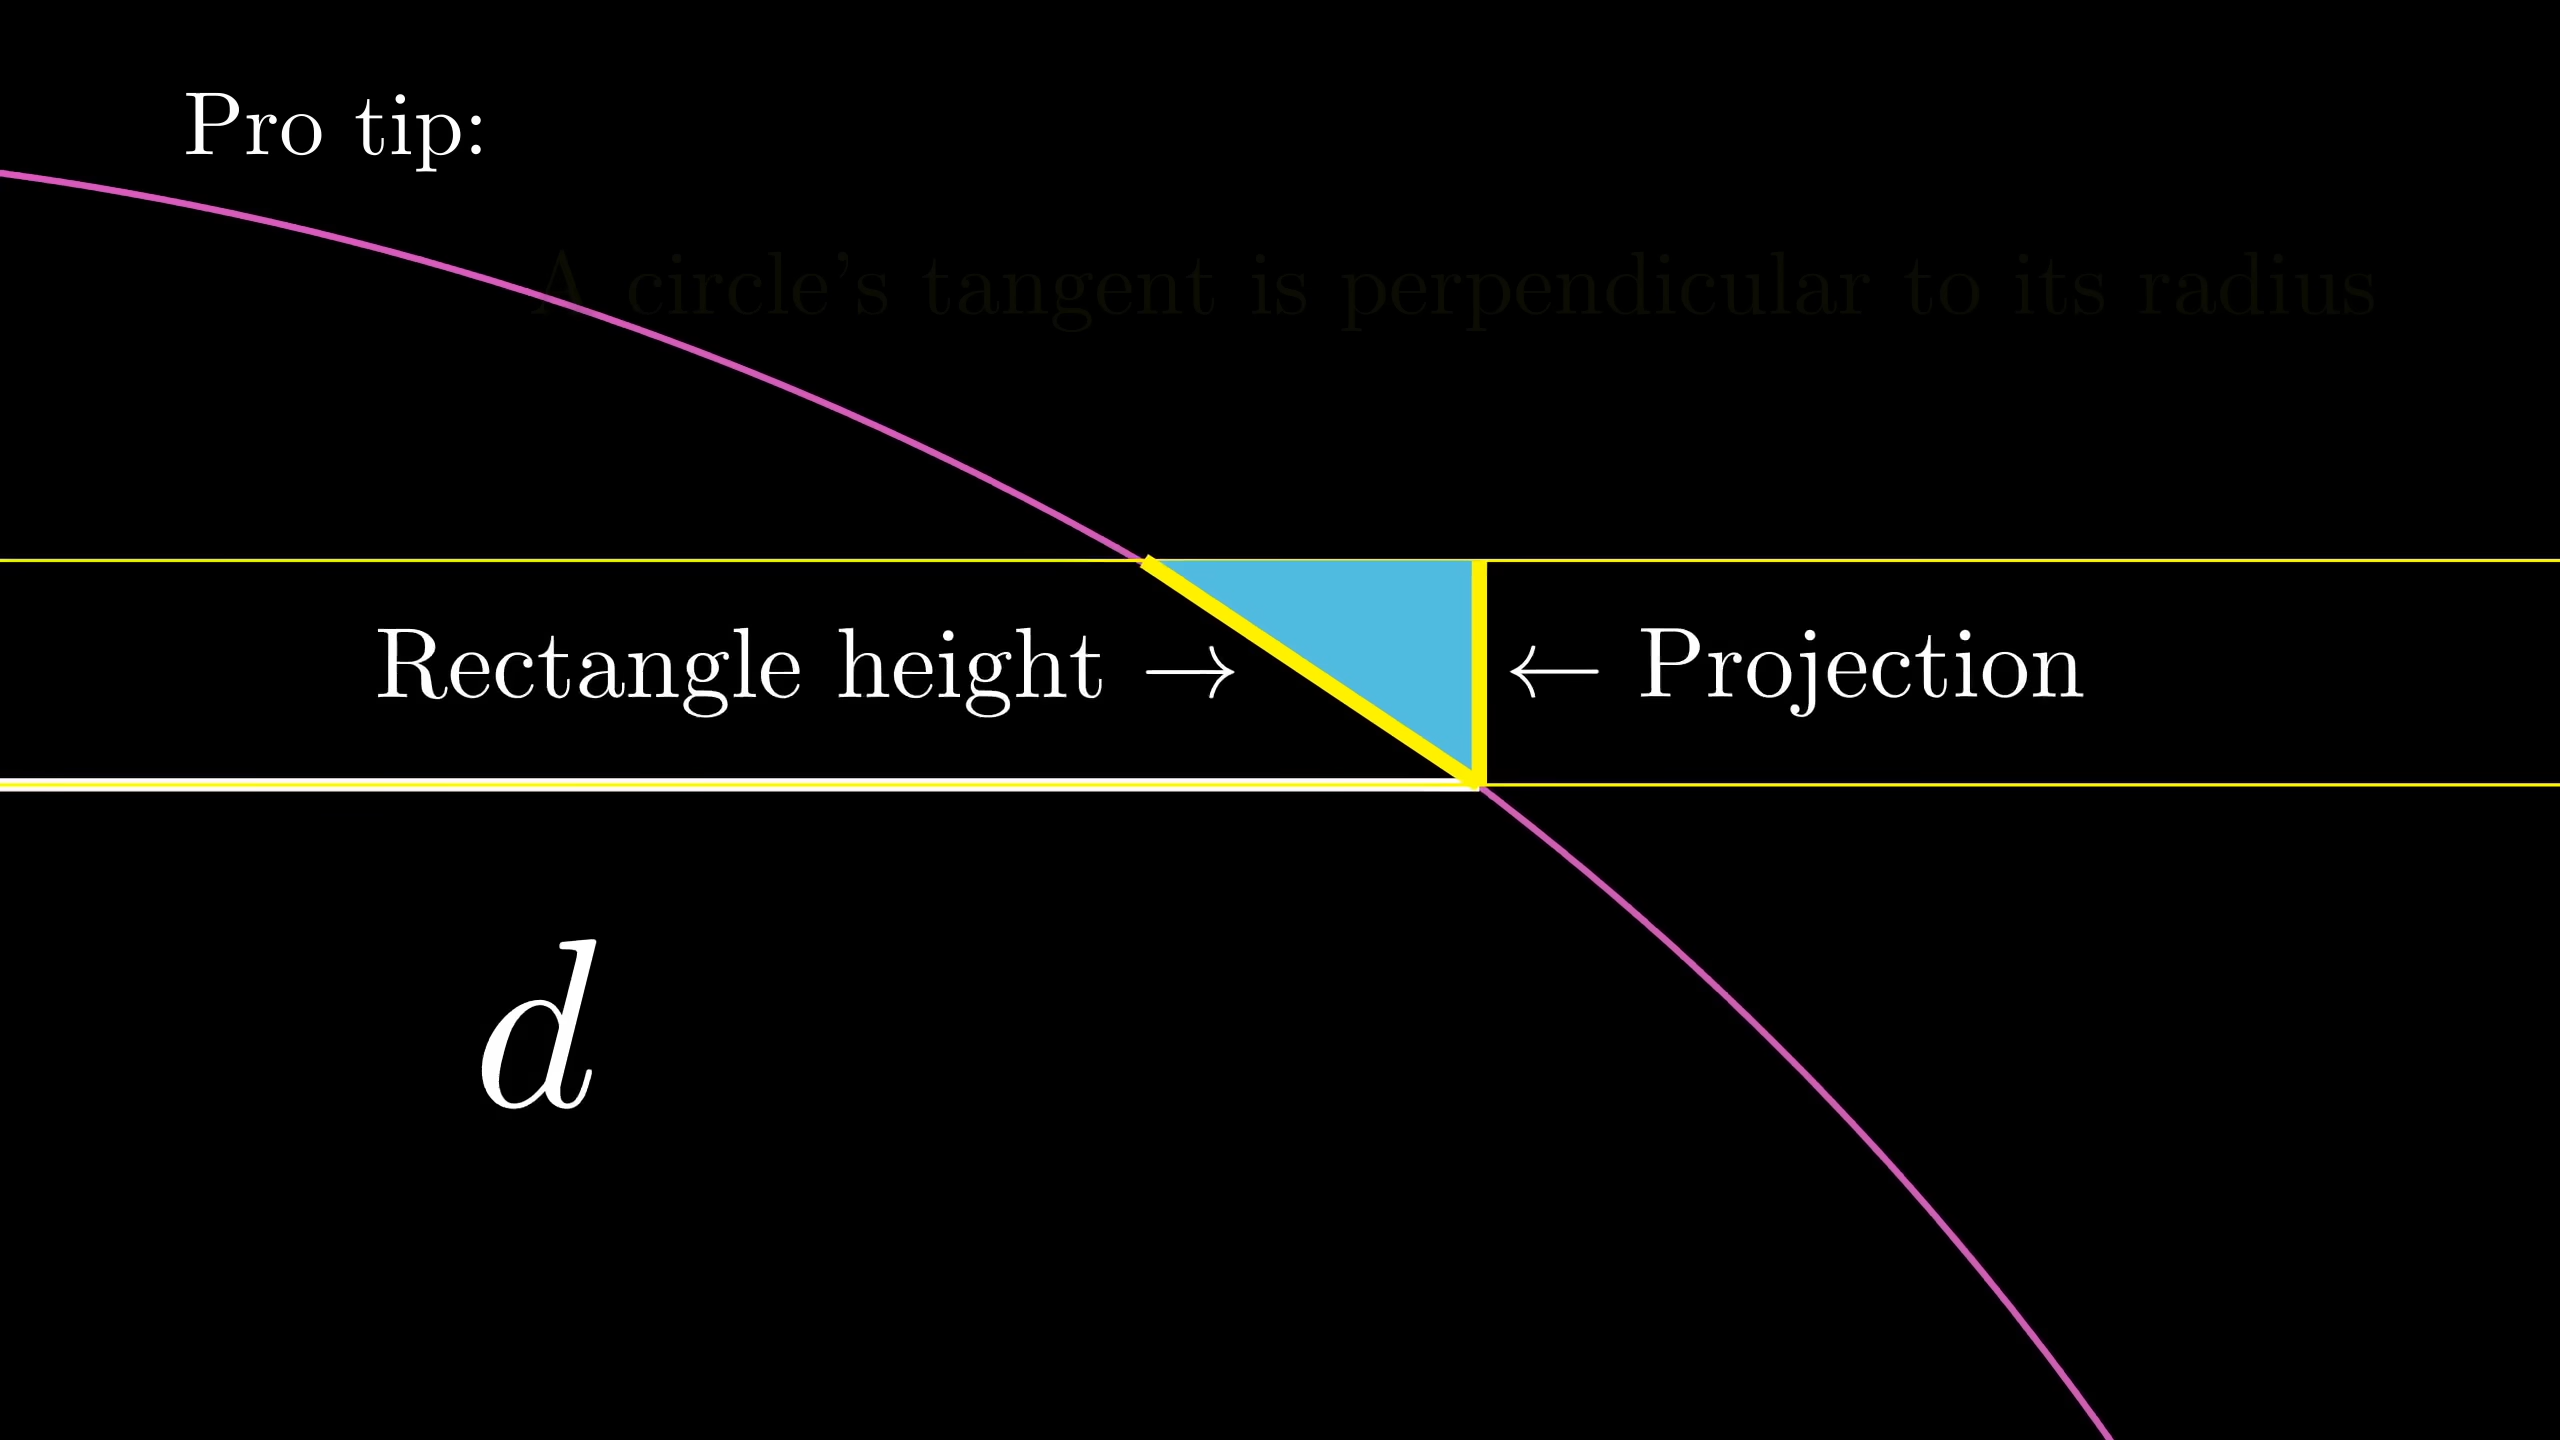 Pro tip:
A circle's tangent is perpendicular to its radius
Rectangle height → ← Projection
d